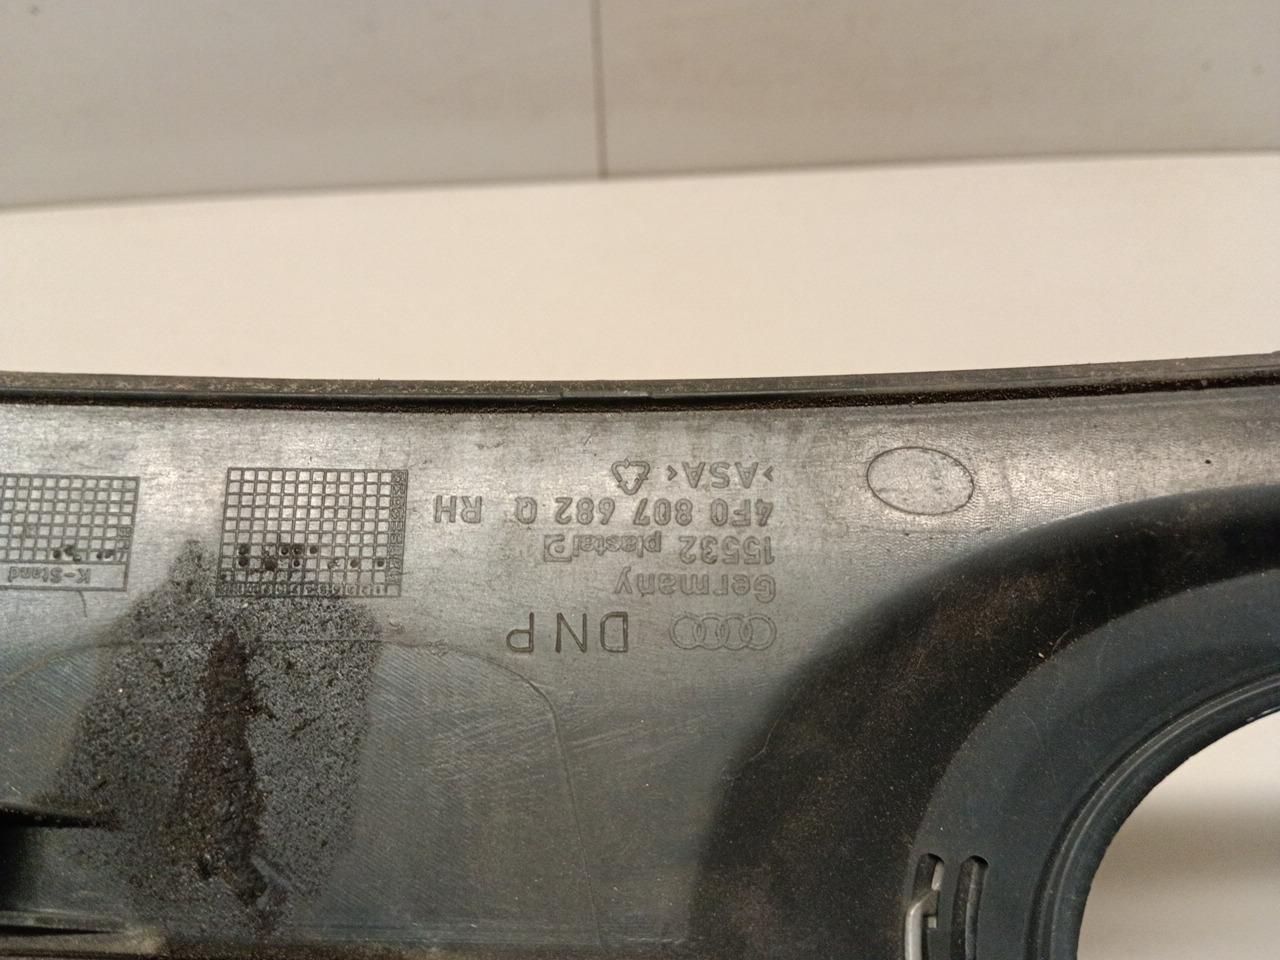 DNP
Germany
15532 plastal
4F0 807 682 Q RH
>ASA<
K-Stand